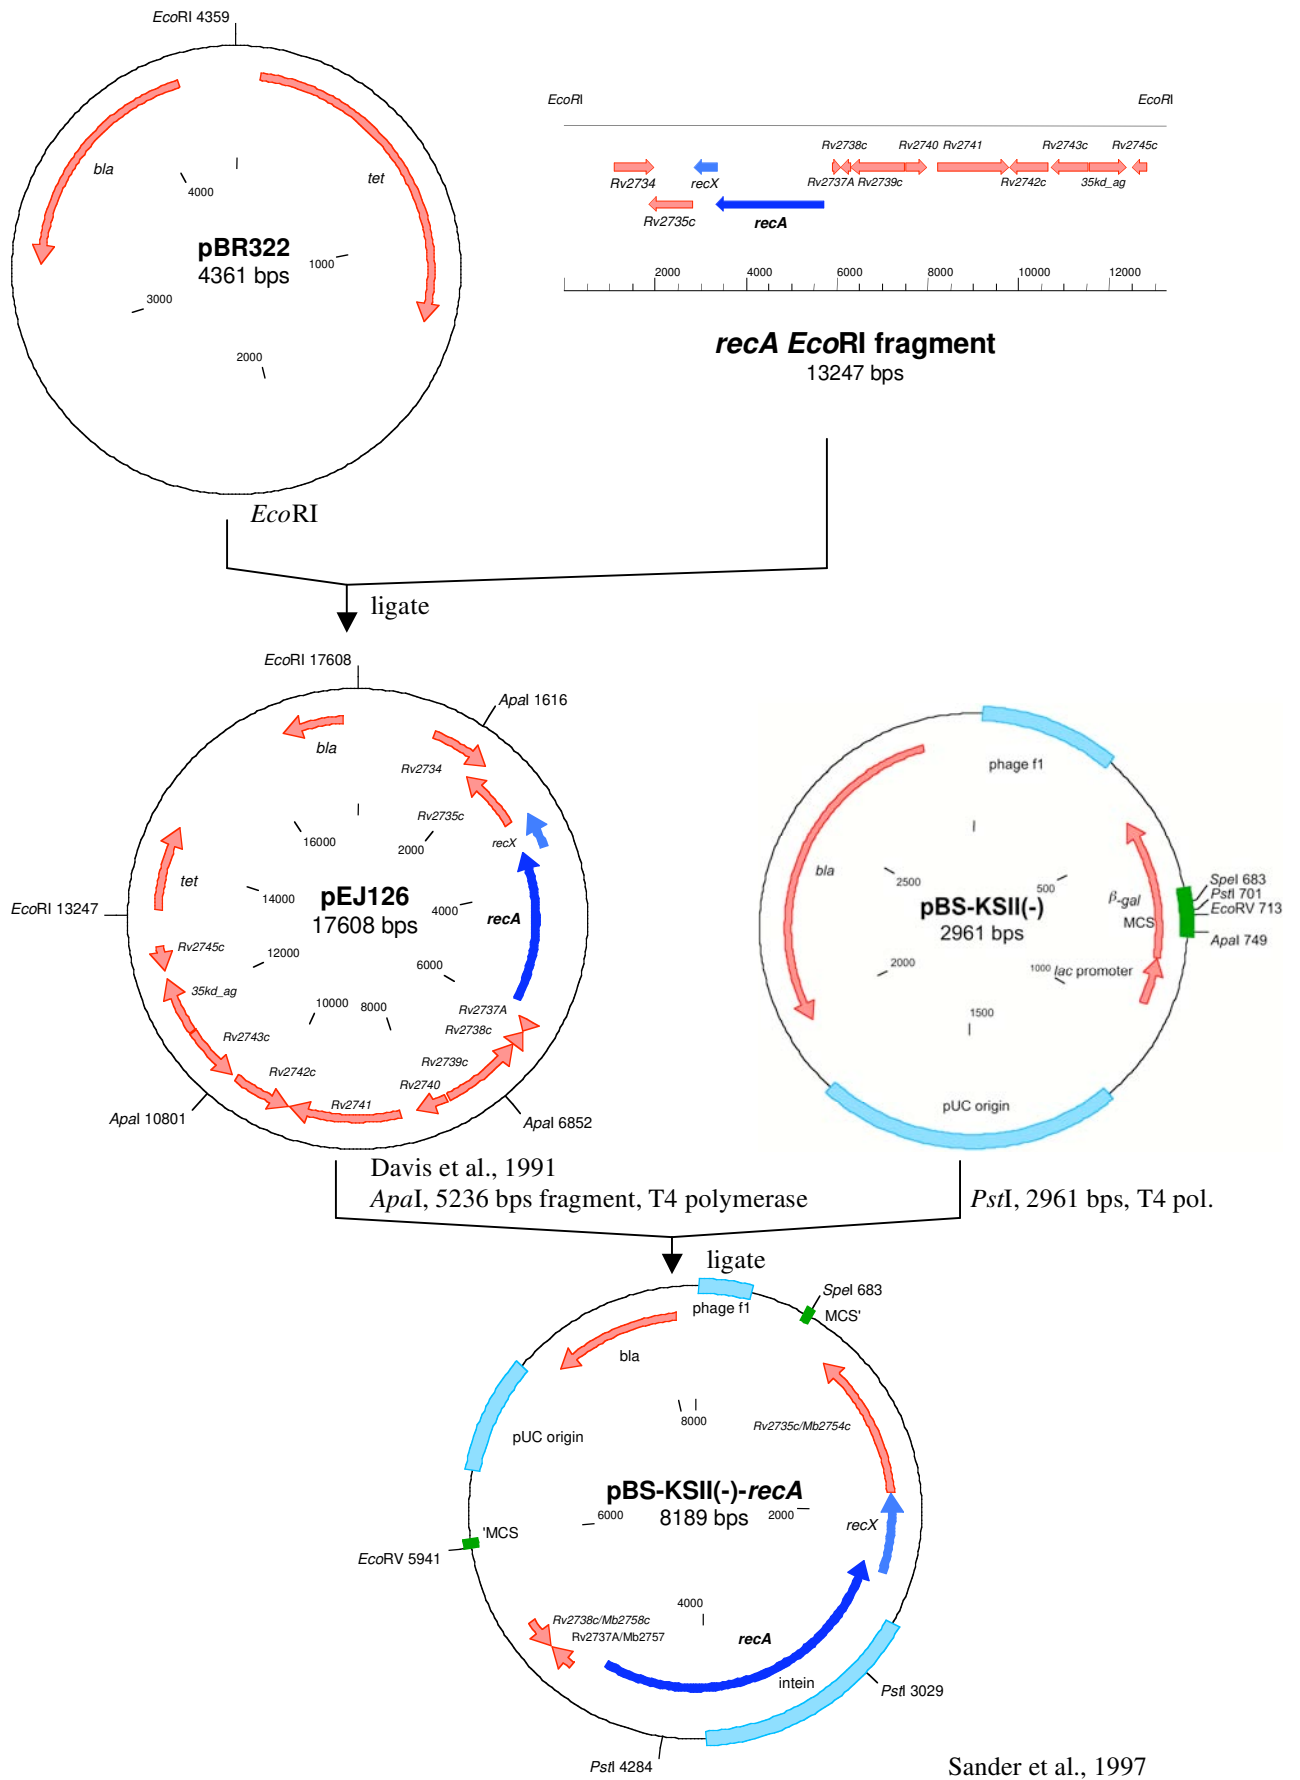 EcoRI 4359
bla
tet
4000
1000
3000
2000
pBR322
4361 bps
EcoRI
EcoRI
EcoRI
Rv2738c
Rv2740
Rv2741
Rv2743c
Rv2745c
Rv2734
recX
Rv2737A
Rv2739c
Rv2742c
35kd_ag
Rv2735c
recA
2000
4000
6000
8000
10000
12000
recA EcoRI fragment
13247 bps
ligate
EcoRI 17608
ApaI 1616
bla
Rv2734
Rv2735c
recX
16000
2000
tet
14000
pEJ126
17608 bps
4000
recA
EcoRI 13247
Rv2745c
12000
6000
35kd_ag
10000
8000
Rv2737A
Rv2738c
Rv2743c
Rv2739c
Rv2742c
Rv2740
Rv2741
ApaI 10801
ApaI 6852
phage f1
bla
2500
500
β-gal
MCS
pBS-KSII(-)
2961 bps
SpeI 683
PstI 701
EcoRV 713
ApaI 749
2000
1000
lac promoter
1500
pUC origin
Davis et al., 1991
ApaI, 5236 bps fragment, T4 polymerase
PstI, 2961 bps, T4 pol.
ligate
phage f1
SpeI 683
MCS'
bla
8000
Rv2735c/Mb2754c
pUC origin
pBS-KSII(-)-recA
8189 bps
6000
2000
recX
'MCS
EcoRV 5941
4000
Rv2738c/Mb2758c
Rv2737A/Mb2757
recA
intein
PstI 3029
PstI 4284
Sander et al., 1997